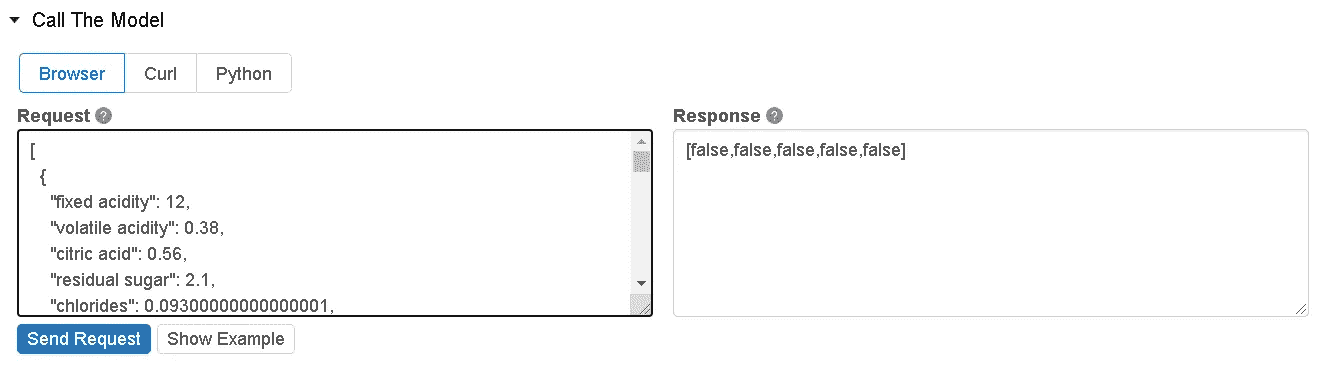 Call The Model
Browser Curl Python
Request
[
{
"fixed acidity": 12,
"volatile acidity": 0.38,
"citric acid": 0.56,
"residual sugar": 2.1,
"chlorides": 0.09300000000000001,
Send Request Show Example
Response
[false,false,false,false,false]